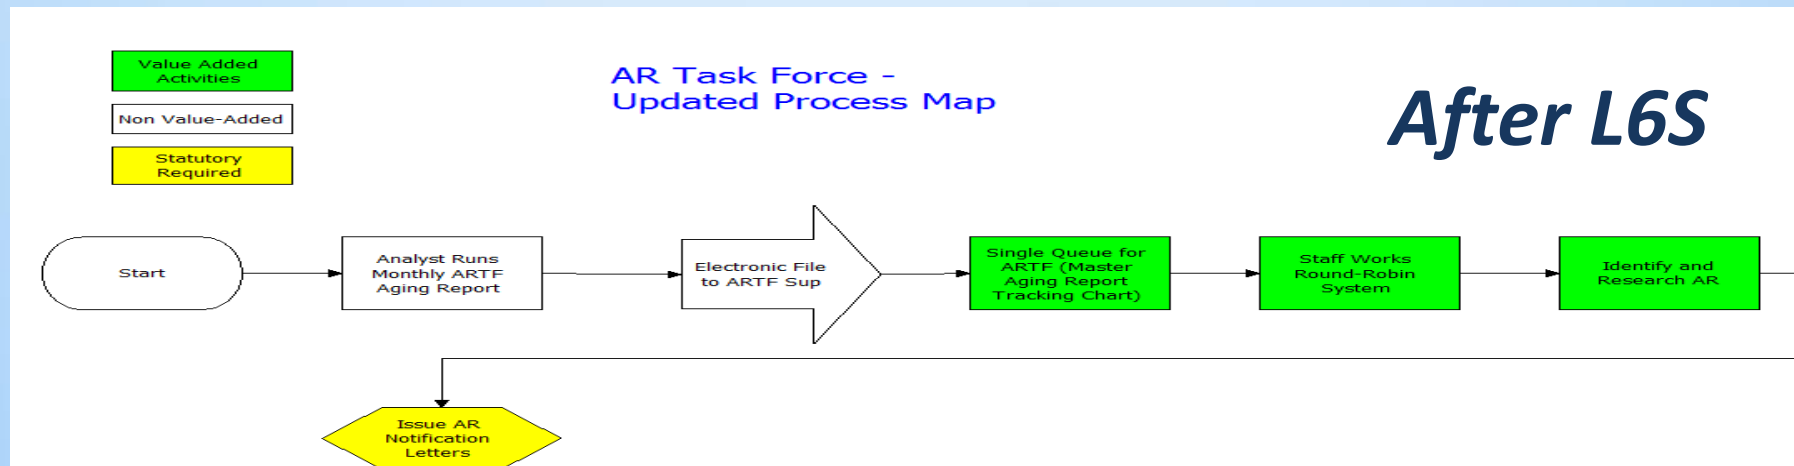 Value Added
Activities
Non Value-Added
Statutory
Required
AR Task Force -
Updated Process Map
After L6S
Start
Analyst Runs
Monthly ARTF
Aging Report
Electronic File
to ARTF Sup
Single Queue for
ARTF (Master
Aging Report
Tracking Chart)
Staff Works
Round-Robin
System
Identify and
Research AR
Issue AR
Notification
Letters